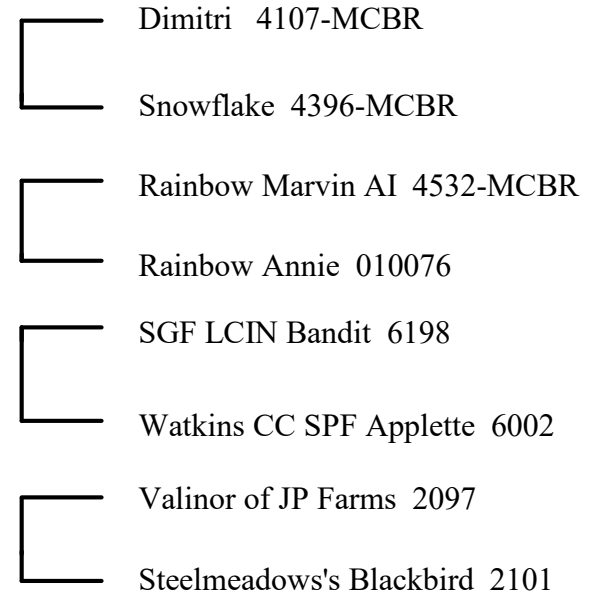 Dimitri 4107-MCBR
Snowflake 4396-MCBR
Rainbow Marvin AI 4532-MCBR
Rainbow Annie 010076
SGF LCIN Bandit 6198
Watkins CC SPF Applette 6002
Valinor of JP Farms 2097
Steelmeadows's Blackbird 2101